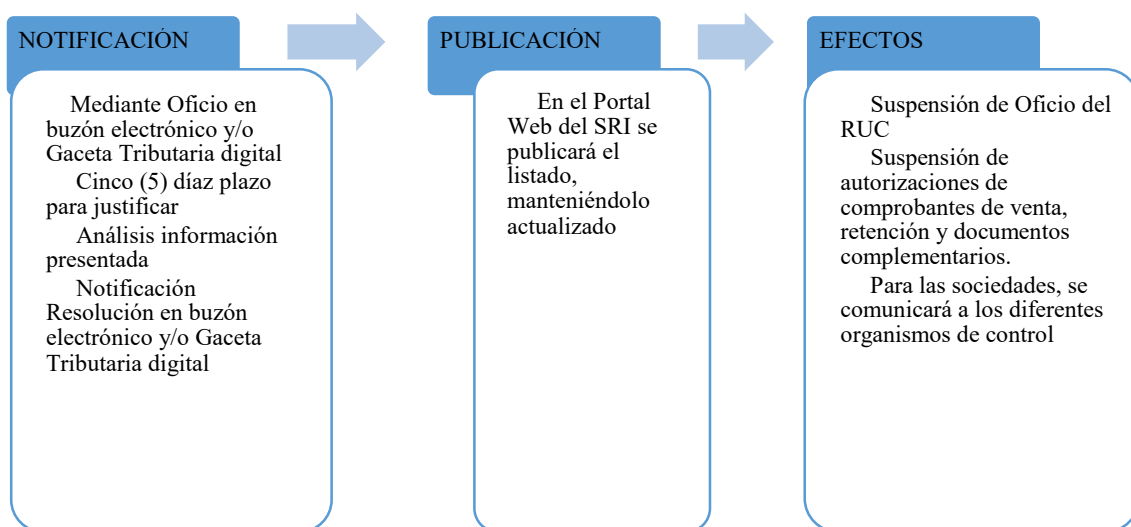 NOTIFICACIÓN
Mediante Oficio en
buzón electrónico y/o
Gaceta Tributaria digital
Cinco (5) díaz plazo
para justificar
Análisis información
presentada
Notificación
Resolución en buzón
electrónico y/o Gaceta
Tributaria digital
PUBLICACIÓN
En el Portal
Web del SRI se
publicará el
listado,
manteniéndolo
actualizado
EFECTOS
Suspensión de Oficio del
RUC
Suspensión de
autorizaciones de
comprobantes de venta,
retención y documentos
complementarios.
Para las sociedades, se
comunicará a los diferentes
organismos de control